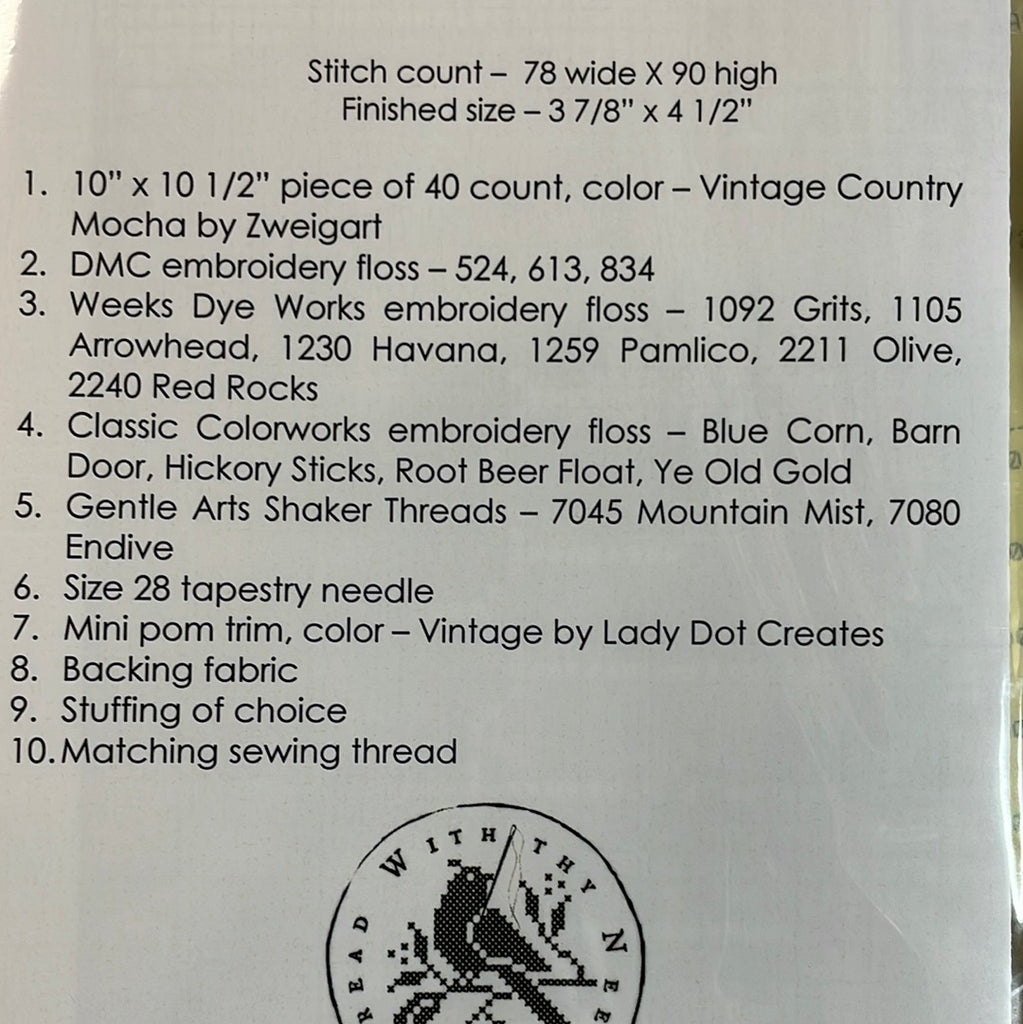 Stitch count – 78 wide X 90 high
Finished size – 3 7/8" x 4 1/2"
1. 10" x 10 1/2" piece of 40 count, color – Vintage Country
Mocha by Zweigart
2. DMC embroidery floss – 524, 613, 834
3. Weeks Dye Works embroidery floss – 1092 Grits, 1105
Arrowhead, 1230 Havana, 1259 Pamlico, 2211 Olive,
2240 Red Rocks
4. Classic Colorworks embroidery floss – Blue Corn, Barn
Door, Hickory Sticks, Root Beer Float, Ye Old Gold
5. Gentle Arts Shaker Threads – 7045 Mountain Mist, 7080
Endive
6. Size 28 tapestry needle
7. Mini pom trim, color – Vintage by Lady Dot Creates
8. Backing fabric
9. Stuffing of choice
10. Matching sewing thread
WITH THY